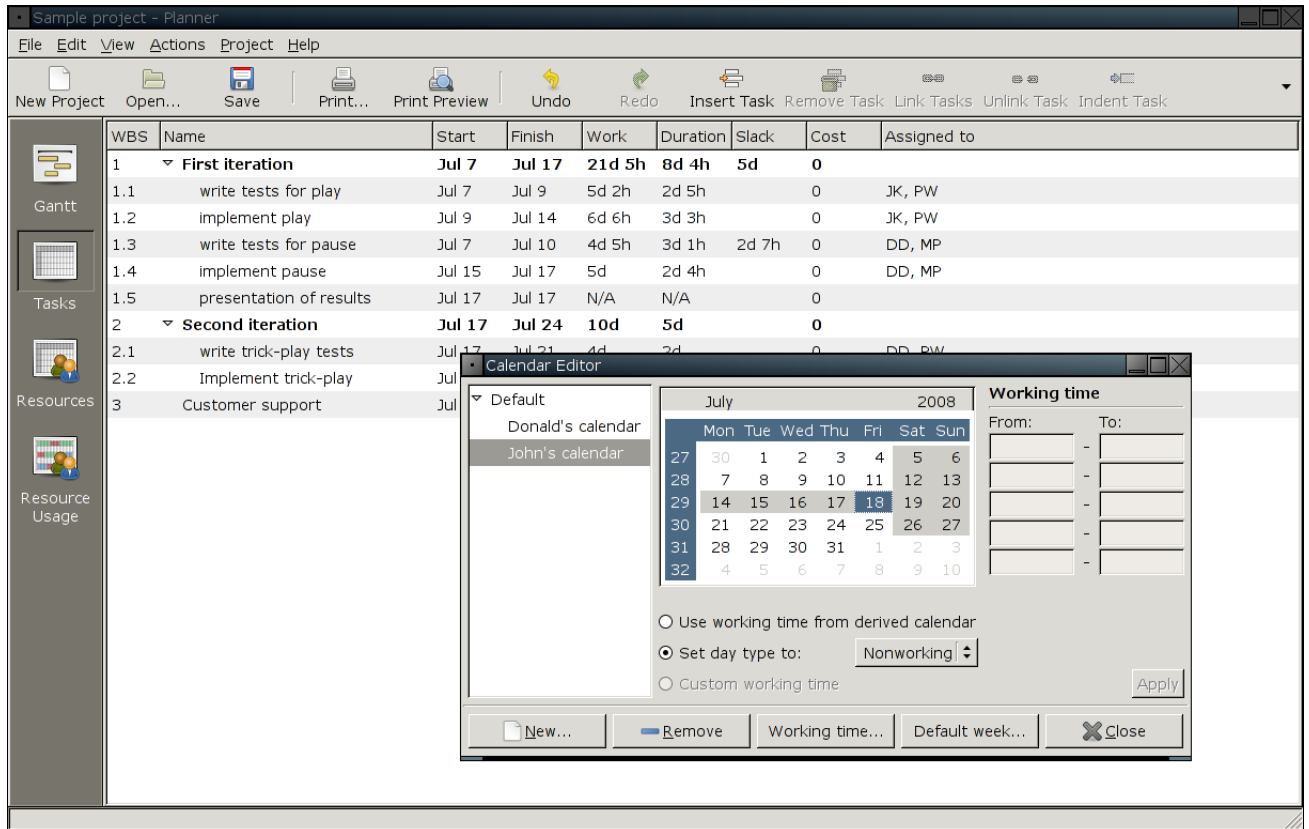 Sample project - Planner
File Edit View Actions Project Help
New Project Open... Save Print... Print Preview Undo Redo Insert Task Remove Task Link Tasks Unlink Task Indent Task
WBS Name Start Finish Work Duration Slack Cost Assigned to
1 First iteration Jul 7 Jul 17 21d 5h 8d 4h 5d 0
1.1 write tests for play Jul 7 Jul 9 5d 2h 2d 5h 0 JK, PW
1.2 implement play Jul 9 Jul 14 6d 6h 3d 3h 0 JK, PW
1.3 write tests for pause Jul 7 Jul 10 4d 5h 3d 1h 2d 7h 0 DD, MP
1.4 implement pause Jul 15 Jul 17 5d 2d 4h 0 DD, MP
1.5 presentation of results Jul 17 Jul 17 N/A N/A 0
2 Second iteration Jul 17 Jul 24 10d 5d 0
2.1 write trick-play tests Jul 17 Jul 21 4d 2d 0 DD, PW
2.2 Implement trick-play Jul
3 Customer support Jul
Gantt
Tasks
Resources
Resource
Usage
Calendar Editor
Default
Donald's calendar
John's calendar
July 2008
Mon Tue Wed Thu Fri Sat Sun
27 30 1 2 3 4 5 6
28 7 8 9 10 11 12 13
29 14 15 16 17 18 19 20
30 21 22 23 24 25 26 27
31 28 29 30 31 1 2 3
32 4 5 6 7 8 9 10
Working time
From: To:
-
-
-
-
-
Use working time from derived calendar
Set day type to: Nonworking
Custom working time
Apply
New... Remove Working time... Default week... Close